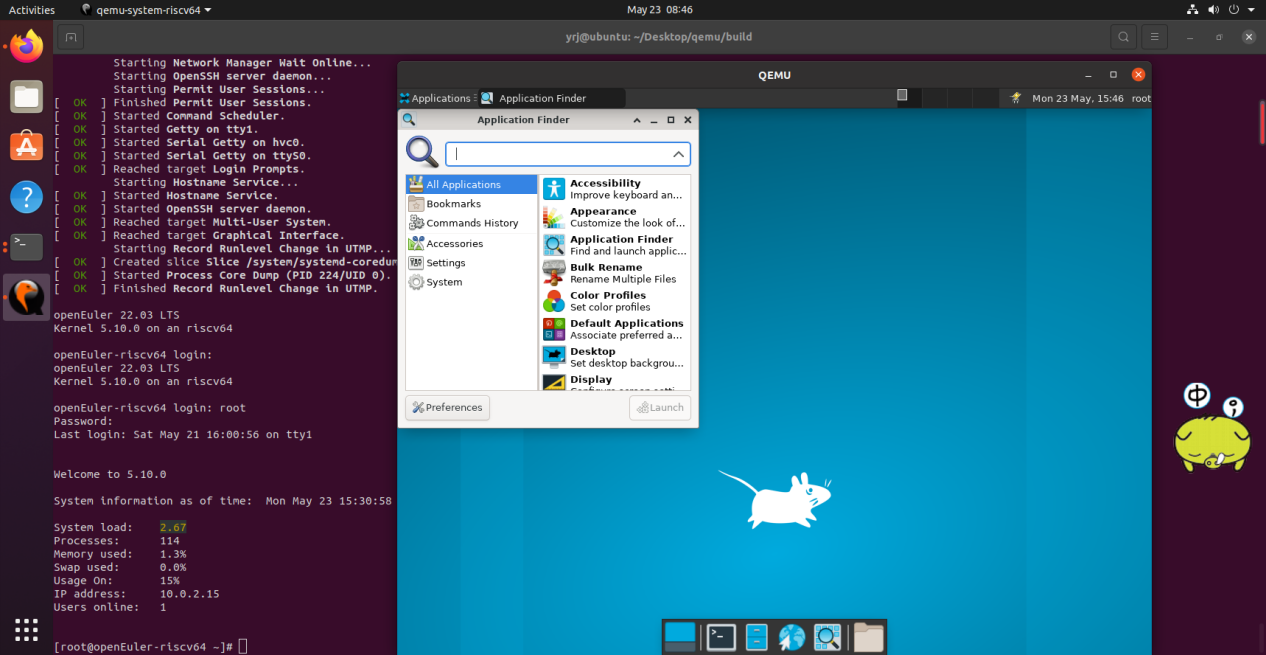 Activities
qemu-system-riscv64
May 23 08:46
yrj@ubuntu: ~/Desktop/qemu/build
Starting Network Manager Wait Online...
Starting OpenSSH server daemon...
Starting Permit User Sessions...
[  OK  ] Finished Permit User Sessions.
[  OK  ] Started Command Scheduler.
[  OK  ] Started Getty on tty1.
[  OK  ] Started Serial Getty on hvc0.
[  OK  ] Started Serial Getty on ttyS0.
[  OK  ] Reached target Login Prompts.
Starting Hostname Service...
[  OK  ] Started Hostname Service.
[  OK  ] Started OpenSSH server daemon.
[  OK  ] Reached target Multi-User System.
[  OK  ] Reached target Graphical Interface.
Starting Record Runlevel Change in UTMP...
[  OK  ] Created slice Slice /system/systemd-coredum
[  OK  ] Started Process Core Dump (PID 224/UID 0).
[  OK  ] Finished Record Runlevel Change in UTMP.
openEuler 22.03 LTS
Kernel 5.10.0 on an riscv64
openEuler-riscv64 login:
openEuler 22.03 LTS
Kernel 5.10.0 on an riscv64
openEuler-riscv64 login: root
Password:
Last login: Sat May 21 16:00:56 on tty1
Welcome to 5.10.0
System information as of time:  Mon May 23 15:30:58
System load:    2.67
Processes:      114
Memory used:    1.3%
Swap used:      0.0%
Usage On:       15%
IP address:     10.0.2.15
Users online:   1
[root@openEuler-riscv64 ~]#
QEMU
Applications
Application Finder
Mon 23 May, 15:46
root
Application Finder
All Applications
Bookmarks
Commands History
Accessories
Settings
System
Accessibility
Improve keyboard an...
Appearance
Customize the look of...
Application Finder
Find and launch applic...
Bulk Rename
Rename Multiple Files
Color Profiles
Set color profiles
Default Applications
Associate preferred a...
Desktop
Set desktop backgrou...
Display
Preferences
Launch
中